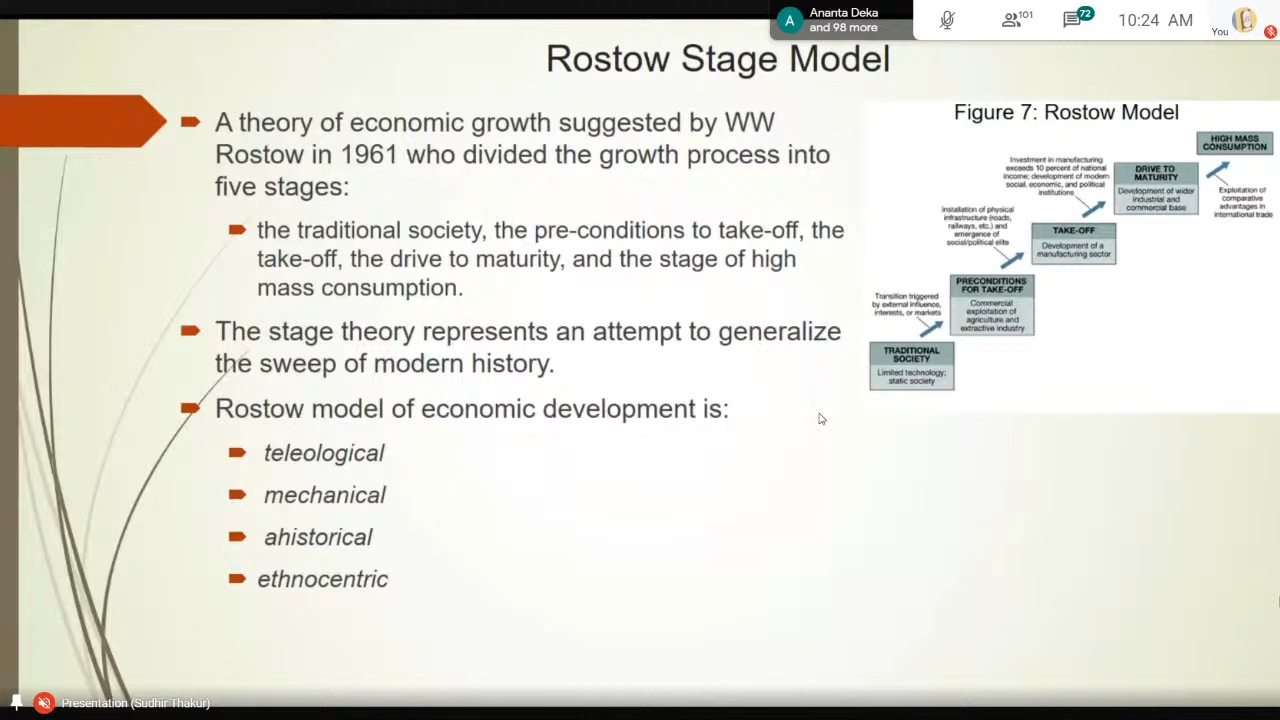 Ananta Deka
and 98 more
101
72
10:24 AM
You
Rostow Stage Model
A theory of economic growth suggested by WW
Rostow in 1961 who divided the growth process into
five stages:
the traditional society, the pre-conditions to take-off, the
take-off, the drive to maturity, and the stage of high
mass consumption.
The stage theory represents an attempt to generalize
the sweep of modern history.
Rostow model of economic development is:
teleological
mechanical
ahistorical
ethnocentric
Figure 7: Rostow Model
HIGH MASS
CONSUMPTION
Exploitation of
comparative
advantages in
international trade
DRIVE TO
MATURITY
Development of wider
industrial and
commercial base
Investment in manufacturing
exceeds 10 percent of national
income; development of modern
social, economic, and political
institutions
TAKE-OFF
Development of a
manufacturing sector
Installation of physical
infrastructure (roads,
railways, etc.) and
emergence of
social/political elite
PRECONDITIONS
FOR TAKE-OFF
Commercial
exploitation of
agriculture and
extractive industry
Transition triggered
by external influence,
interests, or markets
TRADITIONAL
SOCIETY
Limited technology;
static society
A
Presentation (Sudhir Thakur)